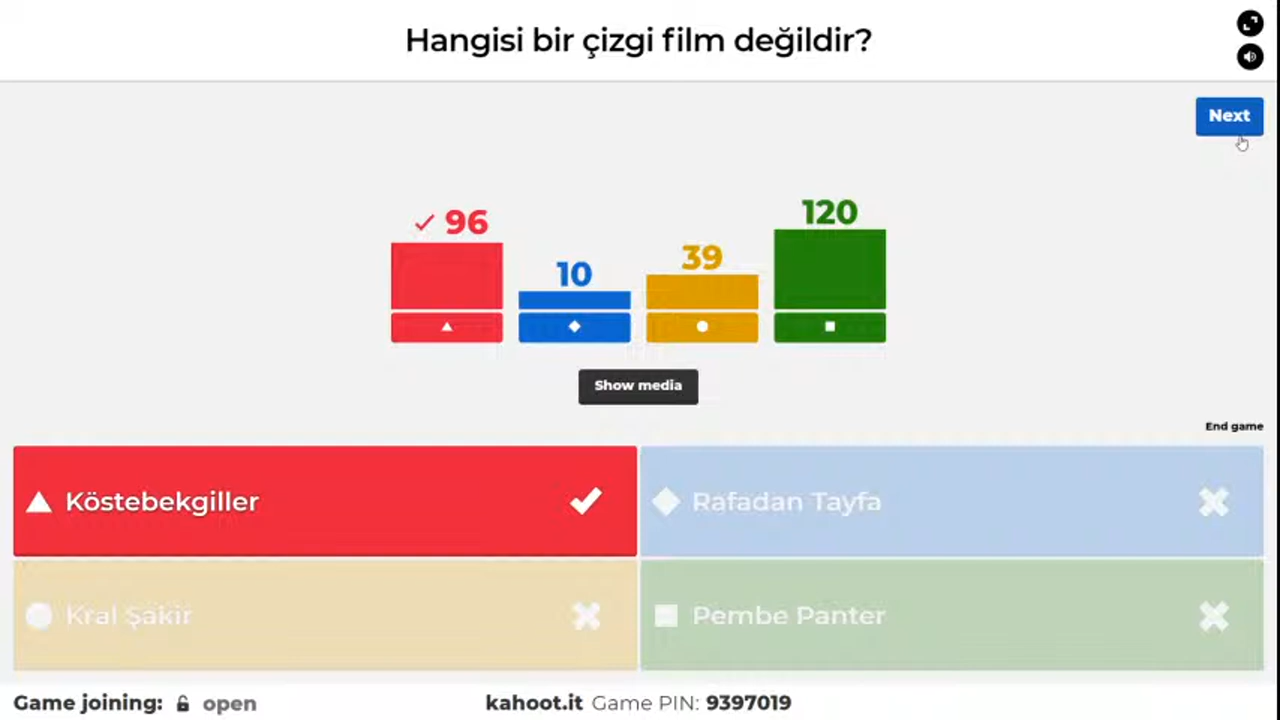 Hangisi bir çizgi film değildir?
Next
96
10
39
120
Show media
End game
Köstebekgiller
Rafadan Tayfa
Kral Şakir
Pembe Panter
Game joining: open
kahoot.it Game PIN: 9397019